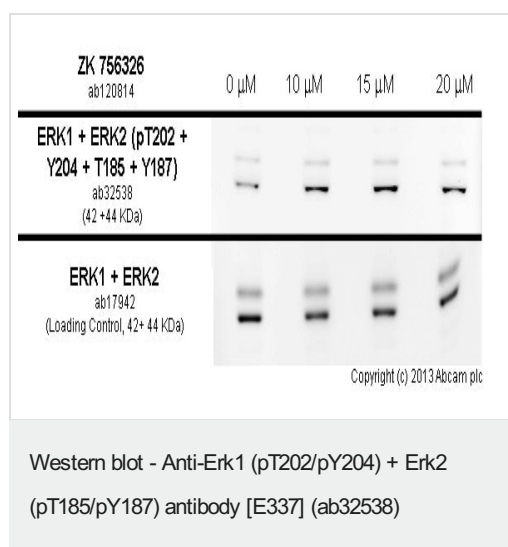 ZK 756326
ab120814
0 µM 10 µM 15 µM 20 µM
ERK1 + ERK2 (pT202 +
Y204 + T185 + Y187)
ab32538
(42 +44 KDa)
ERK1 + ERK2
ab17942
(Loading Control, 42+ 44 KDa)
Copyright (c) 2013 Abcam plc
Western blot - Anti-Erk1 (pT202/pY204) + Erk2
(pT185/pY187) antibody [E337] (ab32538)